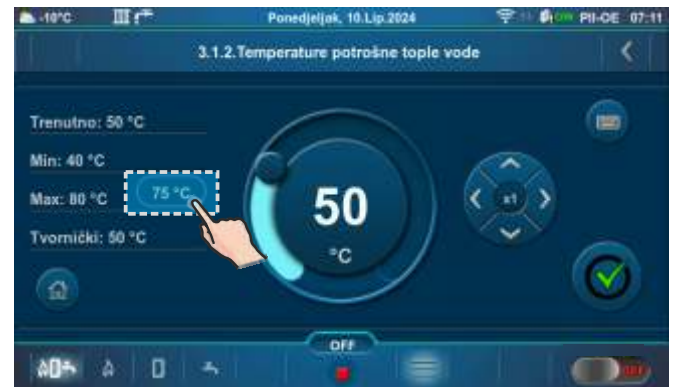 -10°C Ponedjeljak, 10.Lip.2024 PII-OE 07:11
3.1.2.Temperature potrošne tople vode
Trenutno: 50 °C
Min: 40 °C
Max: 80 °C 75 °C
Tvornički: 50 °C
50
°C
x1
OFF
OFF